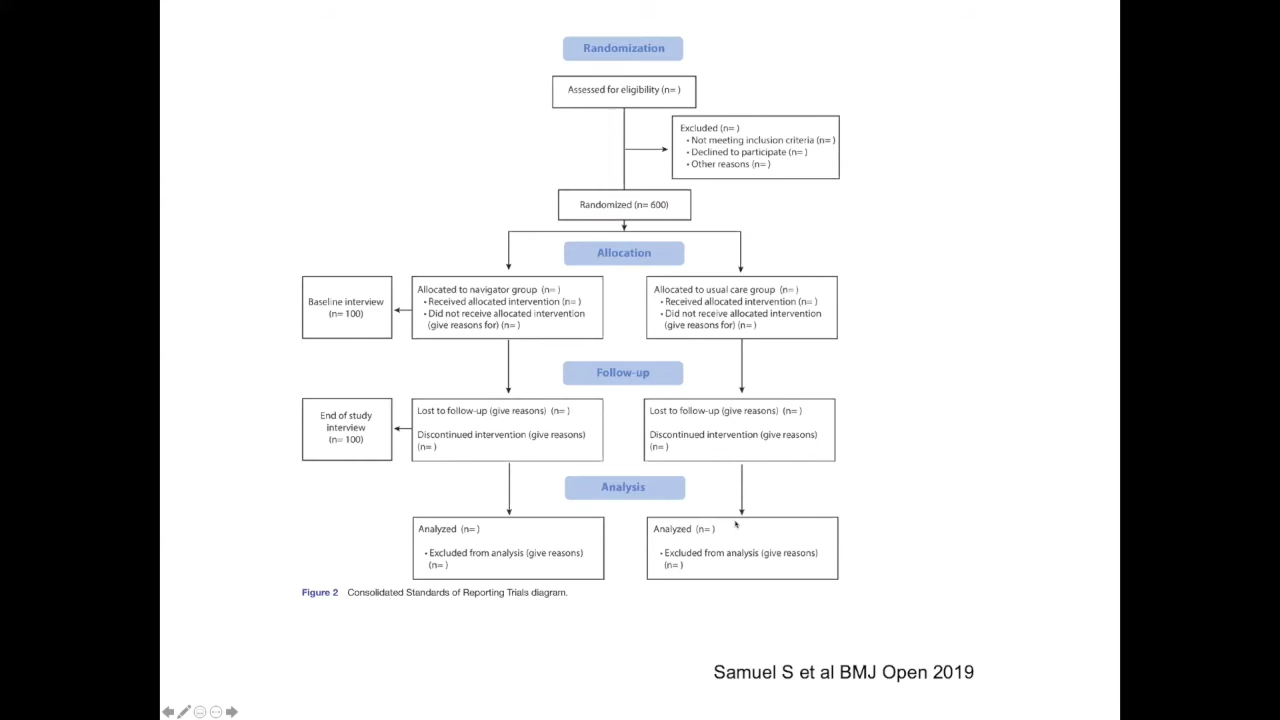 Randomization
Assessed for eligibility (n= )
Excluded (n= )
• Not meeting inclusion criteria (n= )
• Declined to participate (n= )
• Other reasons (n= )
Randomized (n= 600)
Allocation
Baseline interview
(n= 100)
Allocated to navigator group (n= )
• Received allocated intervention (n= )
• Did not receive allocated intervention
(give reasons for) (n= )
Allocated to usual care group (n= )
• Received allocated intervention (n= )
• Did not receive allocated intervention
(give reasons for) (n= )
Follow-up
End of study
interview
(n= 100)
Lost to follow-up (give reasons) (n= )
Discontinued intervention (give reasons)
(n= )
Lost to follow-up (give reasons) (n= )
Discontinued intervention (give reasons)
(n= )
Analysis
Analyzed (n= )
• Excluded from analysis (give reasons)
(n= )
Analyzed (n= )
• Excluded from analysis (give reasons)
(n= )
Figure 2 Consolidated Standards of Reporting Trials diagram.
Samuel S et al BMJ Open 2019